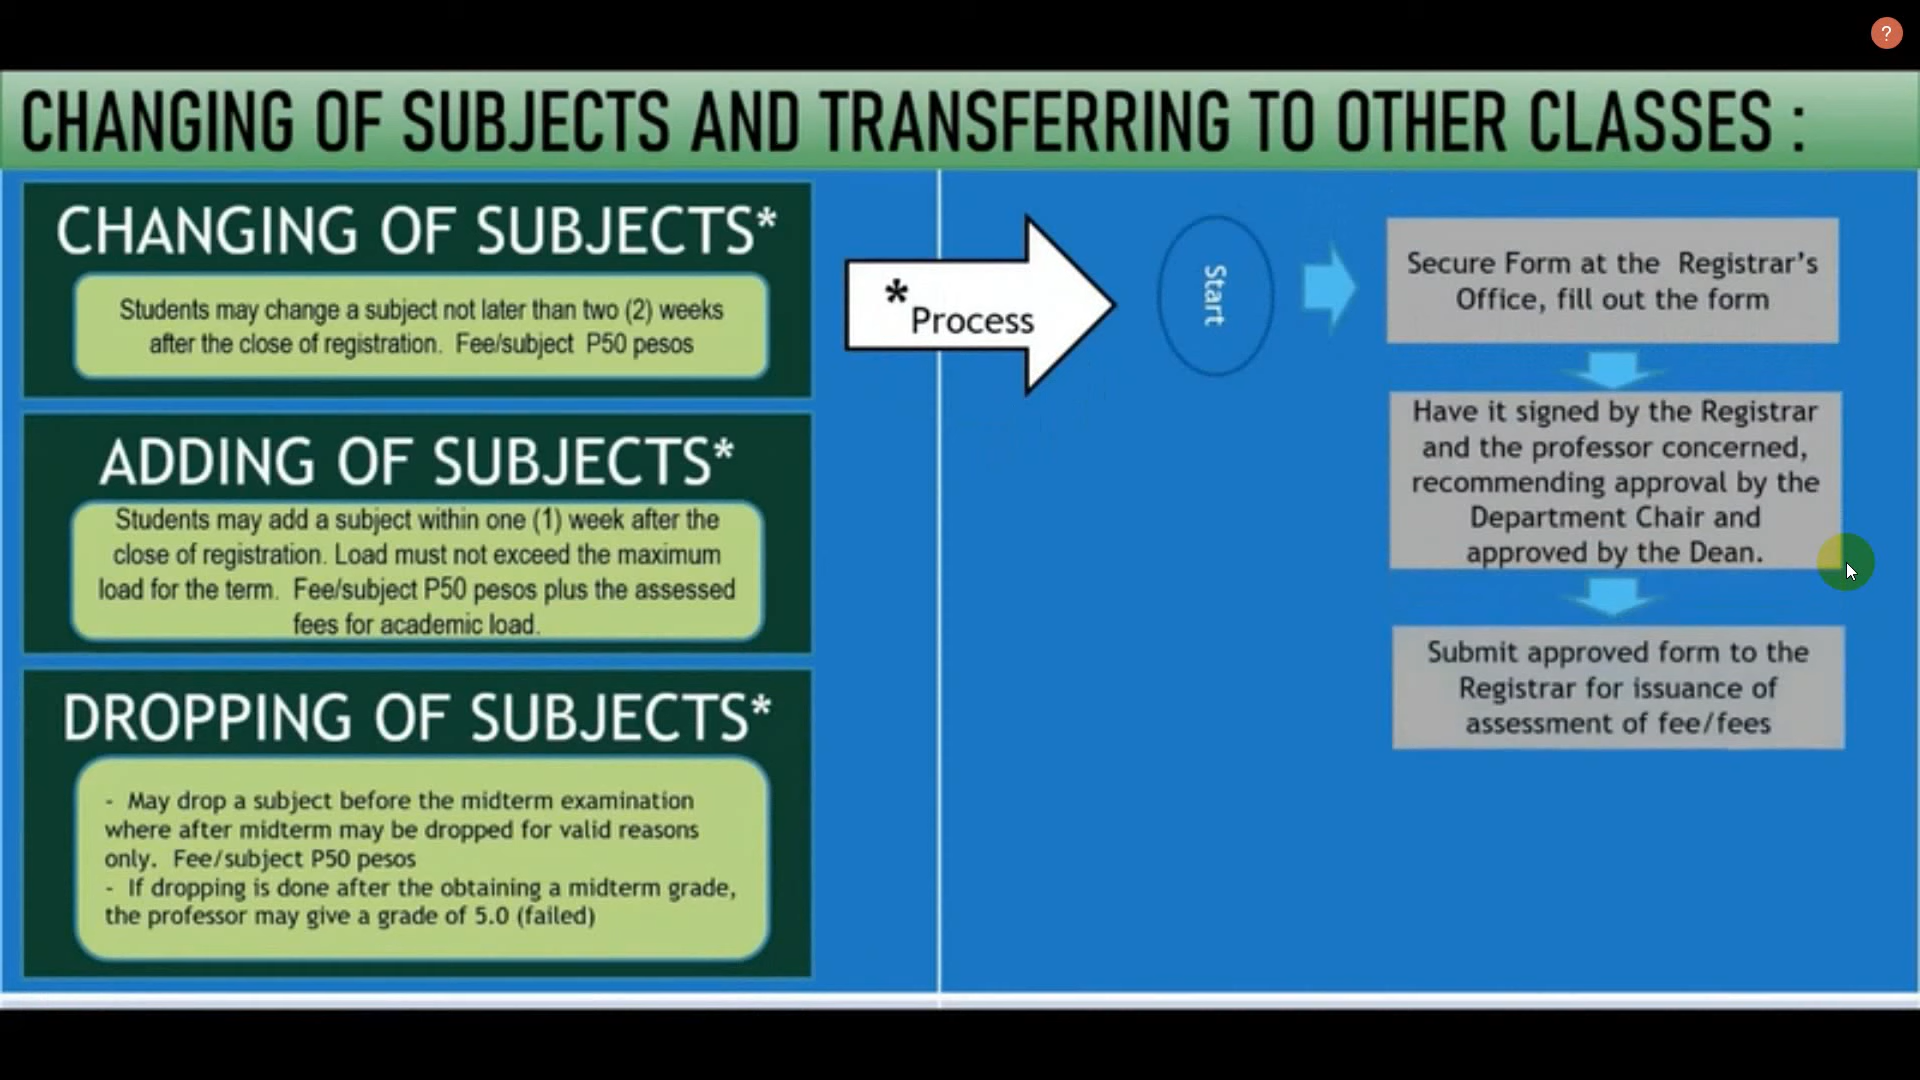 ?
CHANGING OF SUBJECTS AND TRANSFERRING TO OTHER CLASSES :
CHANGING OF SUBJECTS*
Students may change a subject not later than two (2) weeks
after the close of registration. Fee/subject P50 pesos
ADDING OF SUBJECTS*
Students may add a subject within one (1) week after the
close of registration. Load must not exceed the maximum
load for the term. Fee/subject P50 pesos plus the assessed
fees for academic load.
DROPPING OF SUBJECTS*
- May drop a subject before the midterm examination
where after midterm may be dropped for valid reasons
only. Fee/subject P50 pesos
- If dropping is done after the obtaining a midterm grade,
the professor may give a grade of 5.0 (failed)
*Process
Start
Secure Form at the Registrar's
Office, fill out the form
Have it signed by the Registrar
and the professor concerned,
recommending approval by the
Department Chair and
approved by the Dean.
Submit approved form to the
Registrar for issuance of
assessment of fee/fees